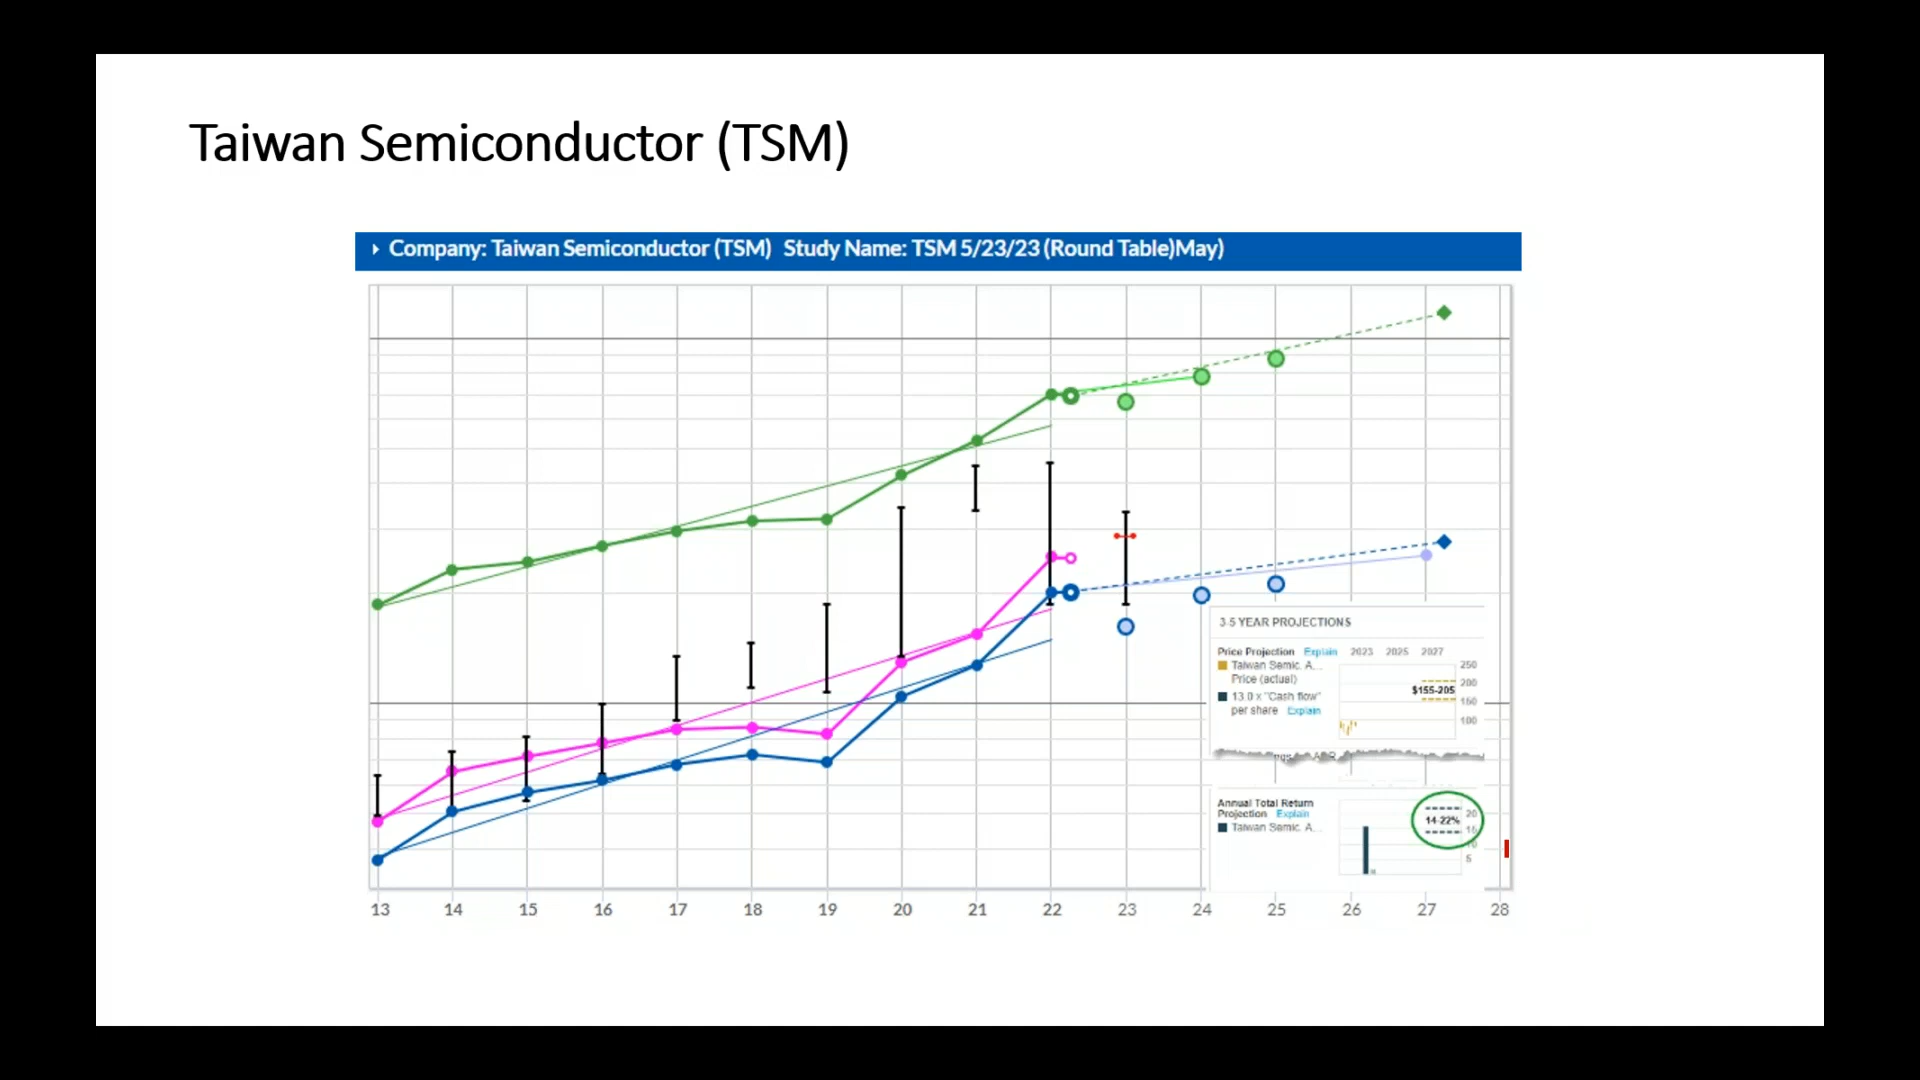 Taiwan Semiconductor (TSM)
Company: Taiwan Semiconductor (TSM) Study Name: TSM 5/23/23 (Round Table)May)
3-5 YEAR PROJECTIONS
Price Projection Explain 2023 2025 2027
Taiwan Semic. A...
Price (actual)
13.0 x "Cash flow"
per share Explain
250
200
$155-205
150
100
Annual Total Return
Projection Explain
Taiwan Semic. A...
20
14-22%
15
10
5
13 14 15 16 17 18 19 20 21 22 23 24 25 26 27 28